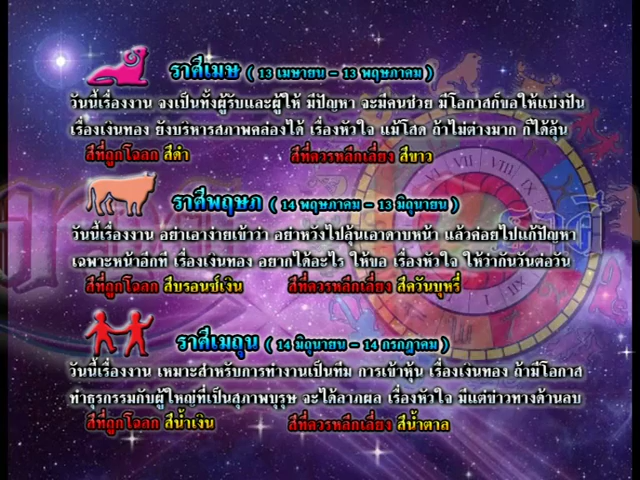 ราศีเมษ ( 13 เมษายน - 13 พฤษภาคม )
วันนี้เรื่องงาน จงเป็นทั้งผู้รับและผู้ให้ มีปัญหา จะมีคนช่วย มีโอกาสก็ขอให้แบ่งปัน
เรื่องเงินทอง ยังบริหารสภาพคล่องได้ เรื่องหัวใจ แม้โสด ถ้าไม่ต่างมาก ก็ได้ลุ้น
สีที่ถูกโฉลก สีดำ สีที่ควรหลีกเลี่ยง สีขาว
ราศีพฤษภ ( 14 พฤษภาคม - 13 มิถุนายน )
วันนี้เรื่องงาน อย่าเอาง่ายเข้าว่า อย่าหวังไปลุ้นเอาดาบหน้า แล้วค่อยไปแก้ปัญหา
เฉพาะหน้าอีกที เรื่องเงินทอง อยากได้อะไร ให้ขอ เรื่องหัวใจ ให้ว่ากันวันต่อวัน
สีที่ถูกโฉลก สีบรอนซ์เงิน สีที่ควรหลีกเลี่ยง สีควันบุหรี่
ราศีเมถุน ( 14 มิถุนายน - 14 กรกฎาคม )
วันนี้เรื่องงาน เหมาะสำหรับการทำงานเป็นทีม การเข้าหุ้น เรื่องเงินทอง ถ้ามีโอกาส
ทำธุรกรรมกับผู้ใหญ่ที่เป็นสุภาพบุรุษ จะได้ลาภผล เรื่องหัวใจ มีแต่ข่าวทางด้านลบ
สีที่ถูกโฉลก สีน้ำเงิน สีที่ควรหลีกเลี่ยง สีน้ำตาล